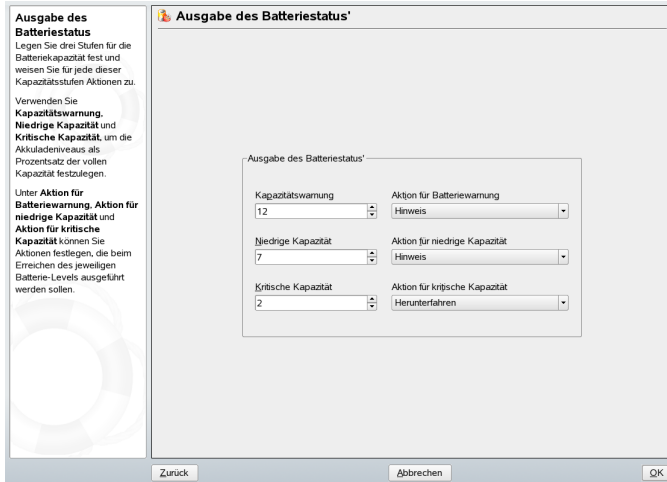 Ausgabe des
Batteriestatus
Legen Sie drei Stufen für die
Batteriekapazität fest und
weisen Sie für jede dieser
Kapazitätsstufen Aktionen zu.
Verwenden Sie
Kapazitätswarnung,
Niedrige Kapazität und
Kritische Kapazität, um die
Akkuladeniveaus als
Prozentsatz der vollen
Kapazität festzulegen.
Unter Aktion für
Batteriewarnung, Aktion für
niedrige Kapazität und
Aktion für kritische
Kapazität können Sie
Aktionen festlegen, die beim
Erreichen des jeweiligen
Batterie-Levels ausgeführt
werden sollen.
Ausgabe des Batteriestatus'
Ausgabe des Batteriestatus'
Kapazitätswarnung Aktion für Batteriewarnung
12 Hinweis
Niedrige Kapazität Aktion für niedrige Kapazität
7 Hinweis
Kritische Kapazität Aktion für kritische Kapazität
2 Herunterfahren
Zurück Abbrechen OK